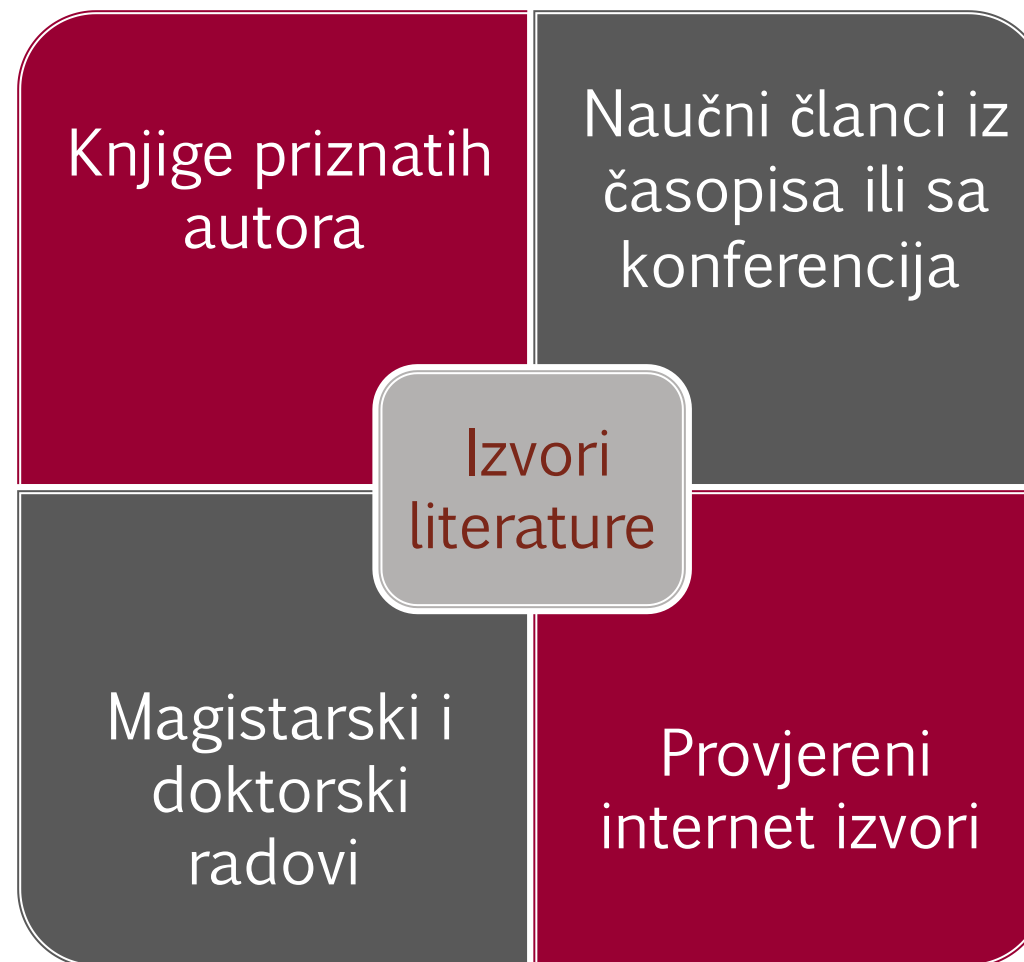 Knjige priznatih
autora
Naučni članci iz
časopisa ili sa
konferencija
Izvori
literature
Magistarski i
doktorski
radovi
Provjereni
internet izvori